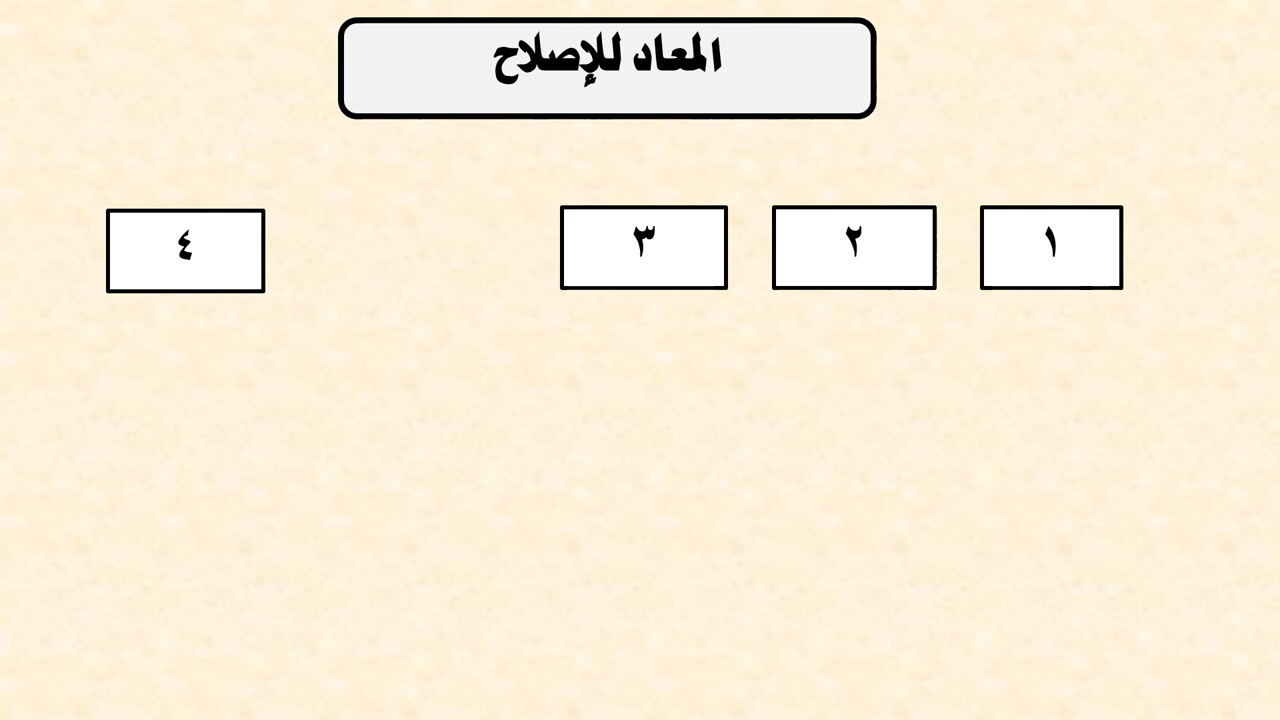 المعاد للإصلاح
١
٢
٣
٤